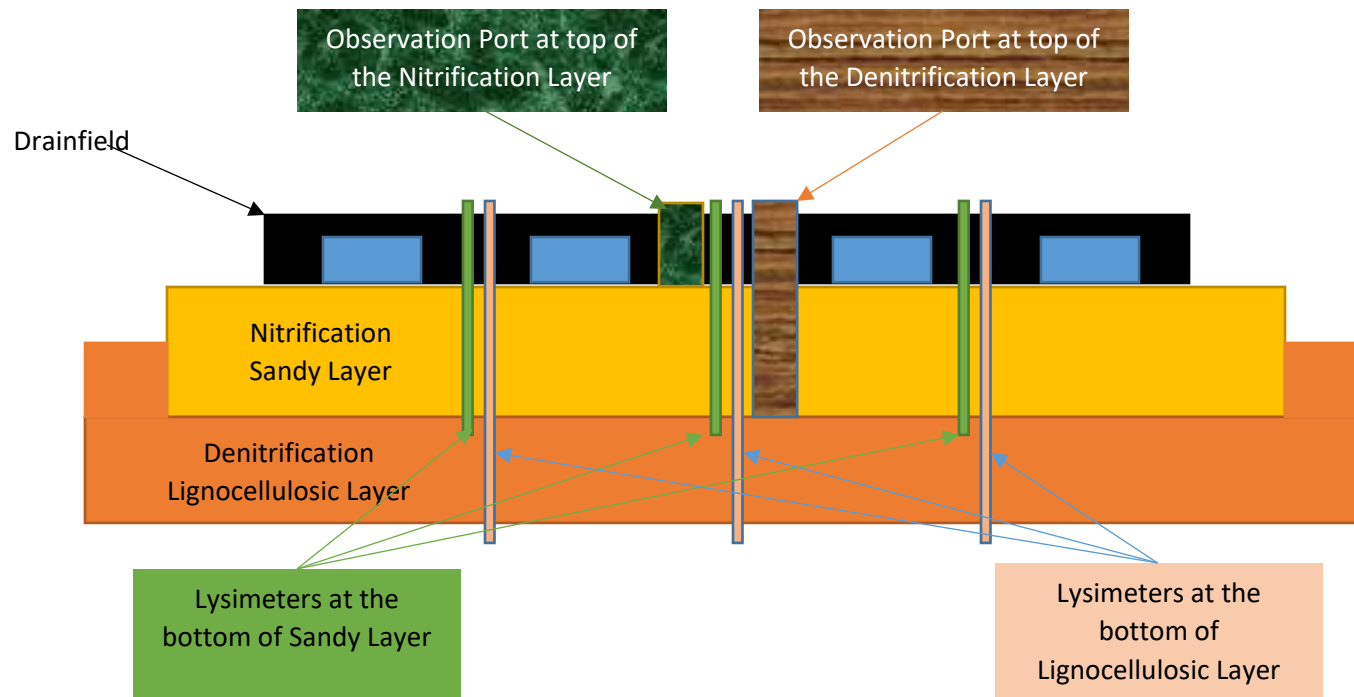 Observation Port at top of
the Nitrification Layer
Observation Port at top of
the Denitrification Layer
Drainfield
Nitrification
Sandy Layer
Denitrification
Lignocellulosic Layer
Lysimeters at the
bottom of Sandy Layer
Lysimeters at the
bottom of
Lignocellulosic Layer